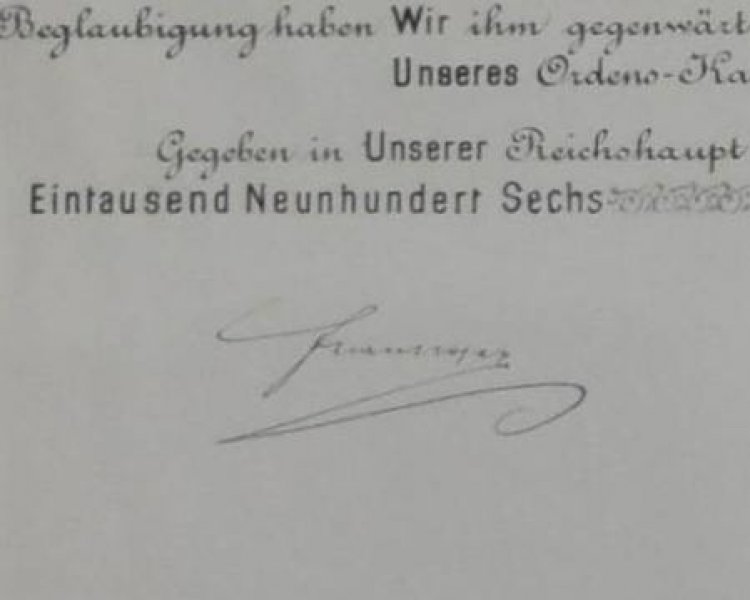 Beglaubigung haben Wir ihm gegenwärt
Unseres Ordens-Ka
Gegeben in Unserer Reichshaupt
Eintausend Neunhundert Sechs